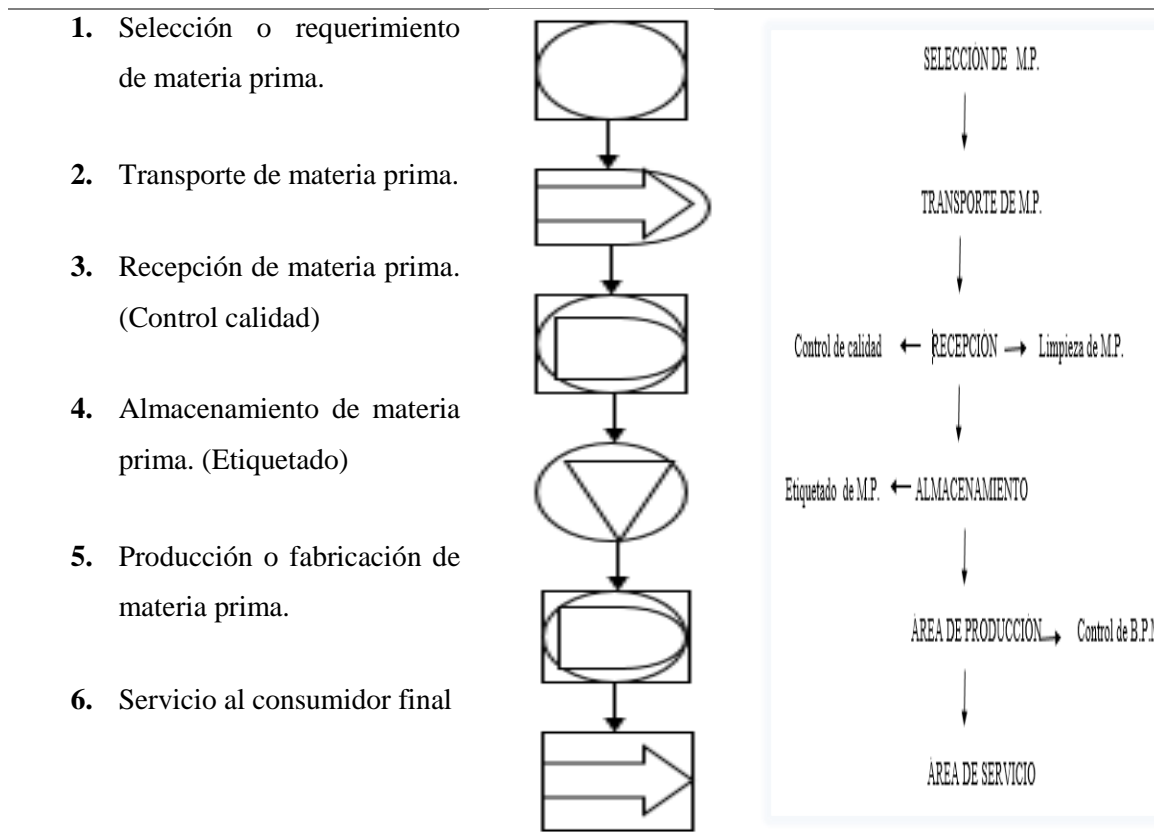 1. Selección o requerimiento
de materia prima.
2. Transporte de materia prima.
3. Recepción de materia prima.
(Control calidad)
4. Almacenamiento de materia
prima. (Etiquetado)
5. Producción o fabricación de
materia prima.
6. Servicio al consumidor final
SELECCIÓN DE M.P.
TRANSPORTE DE M.P.
Control de calidad RECEPCIÓN Limpieza de M.P.
Etiquetado de M.P. ALMACENAMIENTO
ÁREA DE PRODUCCIÓN Control de B.P.
ÁREA DE SERVICIO